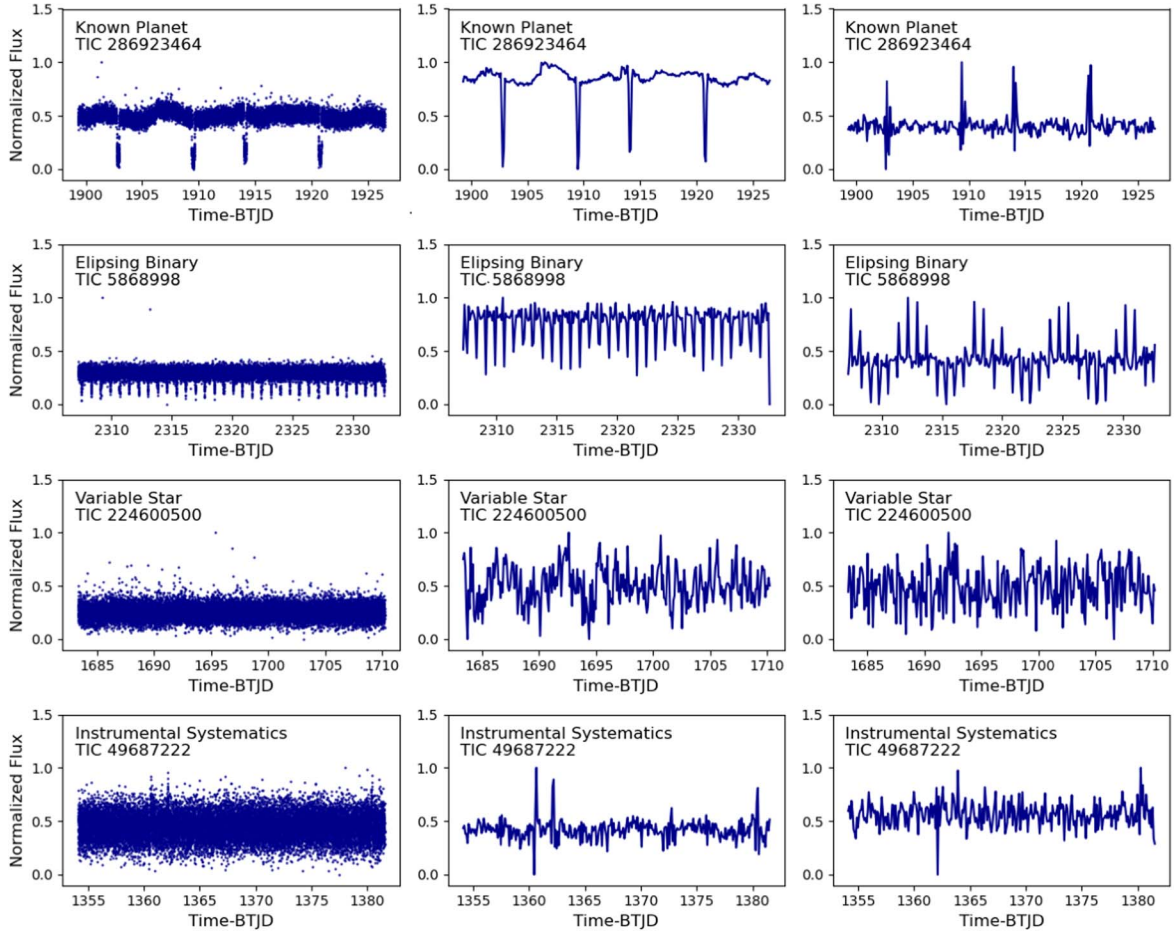 Known Planet
TIC 286923464
Normalized Flux
1.5
1.0
0.5
0.0
1900 1905 1910 1915 1920 1925
Time-BTJD
Known Planet
TIC 286923464
1.5
1.0
0.5
0.0
1900 1905 1910 1915 1920 1925
Time-BTJD
Known Planet
TIC 286923464
1.5
1.0
0.5
0.0
1900 1905 1910 1915 1920 1925
Time-BTJD
Elipsing Binary
TIC 5868998
Normalized Flux
1.5
1.0
0.5
0.0
2310 2315 2320 2325 2330
Time-BTJD
Elipsing Binary
TIC 5868998
1.5
1.0
0.5
0.0
2310 2315 2320 2325 2330
Time-BTJD
Elipsing Binary
TIC 5868998
1.5
1.0
0.5
0.0
2310 2315 2320 2325 2330
Time-BTJD
Variable Star
TIC 224600500
Normalized Flux
1.5
1.0
0.5
0.0
1685 1690 1695 1700 1705 1710
Time-BTJD
Variable Star
TIC 224600500
1.5
1.0
0.5
0.0
1685 1690 1695 1700 1705 1710
Time-BTJD
Variable Star
TIC 224600500
1.5
1.0
0.5
0.0
1685 1690 1695 1700 1705 1710
Time-BTJD
Instrumental Systematics
TIC 49687222
Normalized Flux
1.5
1.0
0.5
0.0
1355 1360 1365 1370 1375 1380
Time-BTJD
Instrumental Systematics
TIC 49687222
1.5
1.0
0.5
0.0
1355 1360 1365 1370 1375 1380
Time-BTJD
Instrumental Systematics
TIC 49687222
1.5
1.0
0.5
0.0
1355 1360 1365 1370 1375 1380
Time-BTJD